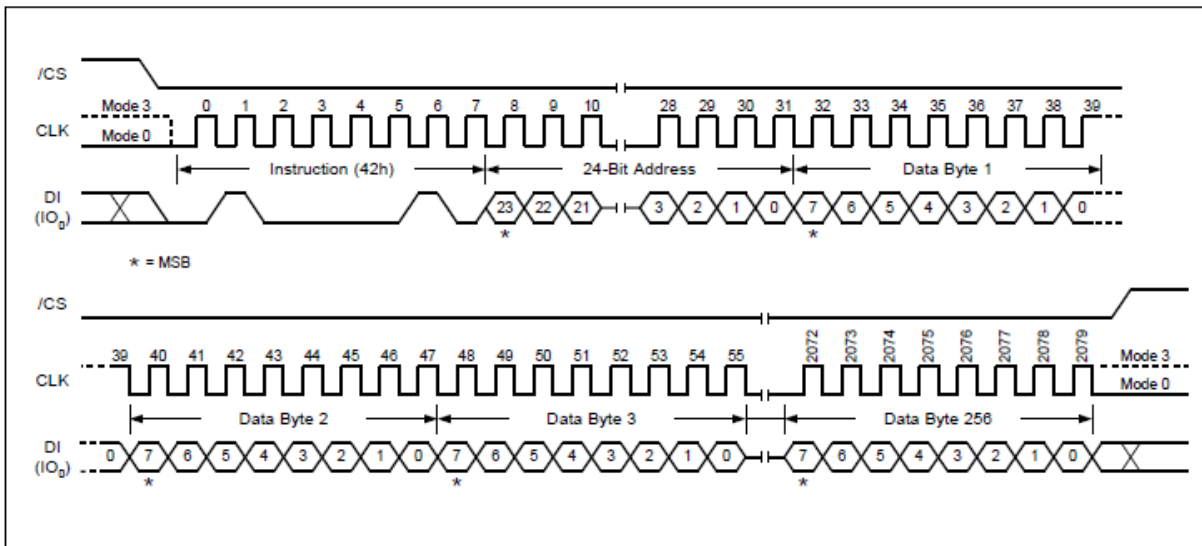 /CS
Mode 3 0 1 2 3 4 5 6 7 8 9 10 28 29 30 31 32 33 34 35 36 37 38 39
CLK Mode 0
Instruction (42h) 24-Bit Address Data Byte 1
DI
(IO0) 23 22 21 3 2 1 0 7 6 5 4 3 2 1 0
* *
* = MSB
/CS
39 40 41 42 43 44 45 46 47 48 49 50 51 52 53 54 55 2072 2073 2074 2075 2076 2077 2078 2079 Mode 3
CLK Mode 0
Data Byte 2 Data Byte 3 Data Byte 256
DI
(IO0) 0 7 6 5 4 3 2 1 0 7 6 5 4 3 2 1 0 7 6 5 4 3 2 1 0
* * *